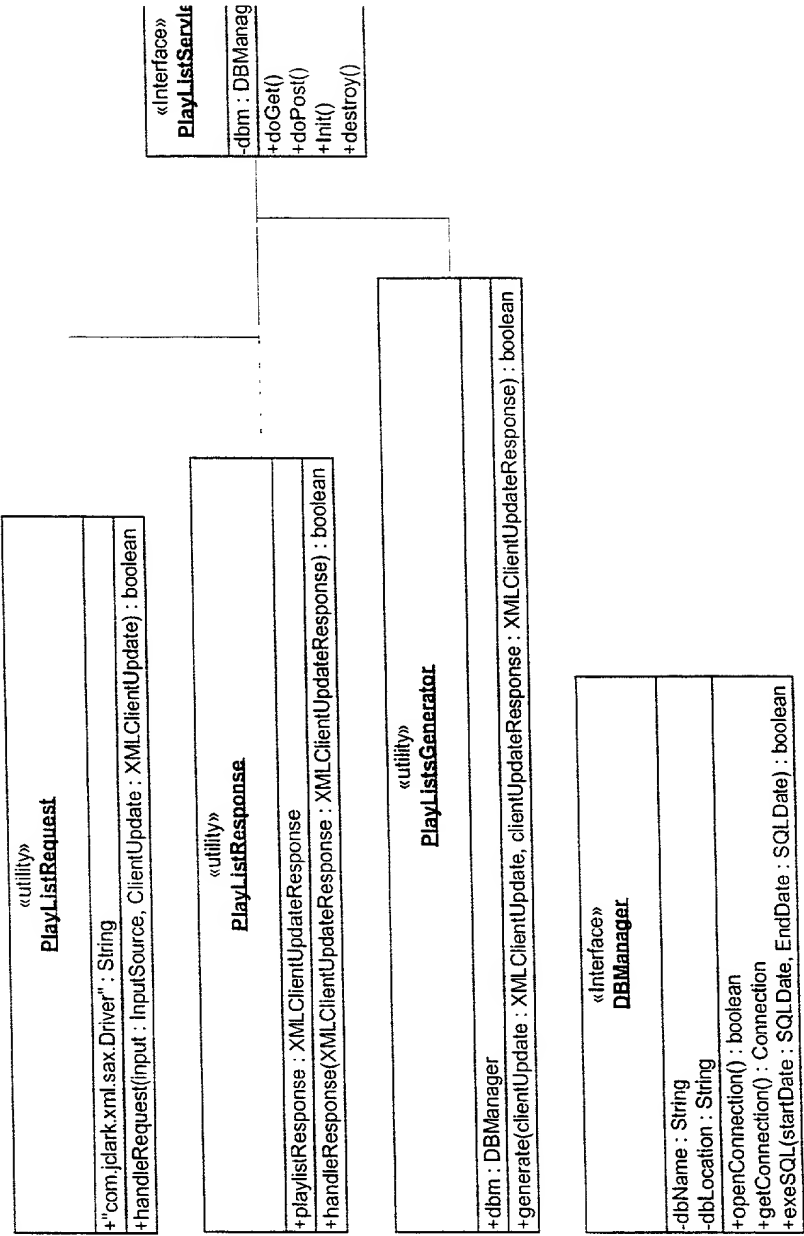 «utility»
PlayListRequest
+"com.jclark.xml.sax.Driver" : String
+handleRequest(input : InputSource, ClientUpdate : XMLClientUpdate) : boolean
«utility»
PlayListResponse
+playlistResponse : XMLClientUpdateResponse
+handleResponse(XMLClientUpdateResponse : XMLClientUpdateResponse) : boolean
«utility»
PlayListsGenerator
+dbm : DBManager
+generate(clientUpdate : XMLClientUpdate, clientUpdateResponse : XMLClientUpdateResponse) : boolean
«Interface»
DBManager
-dbName : String
-dbLocation : String
+openConnection() : boolean
+getConnection() : Connection
+exeSQL(startDate : SQLDate, EndDate : SQLDate) : boolean
«Interface»
PlayListServle
-dbm : DBManag
+doGet()
+doPost()
+Init()
+destroy()